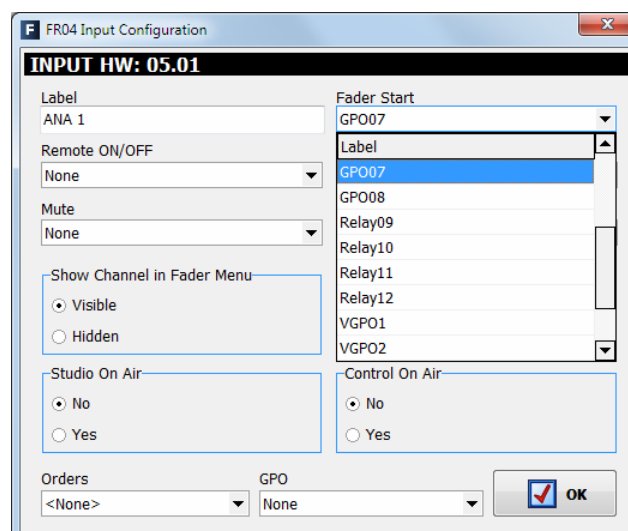 F FR04 Input Configuration
INPUT HW: 05.01
Label
Fader Start
ANA 1
GPO07
Remote ON/OFF
None
Label
GPO07
GPO08
Relay09
Relay10
Relay11
Relay12
VGPO1
VGPO2
Mute
None
Show Channel in Fader Menu
Visible
Hidden
Studio On Air
No
Yes
Control On Air
No
Yes
Orders
<None>
GPO
None
OK